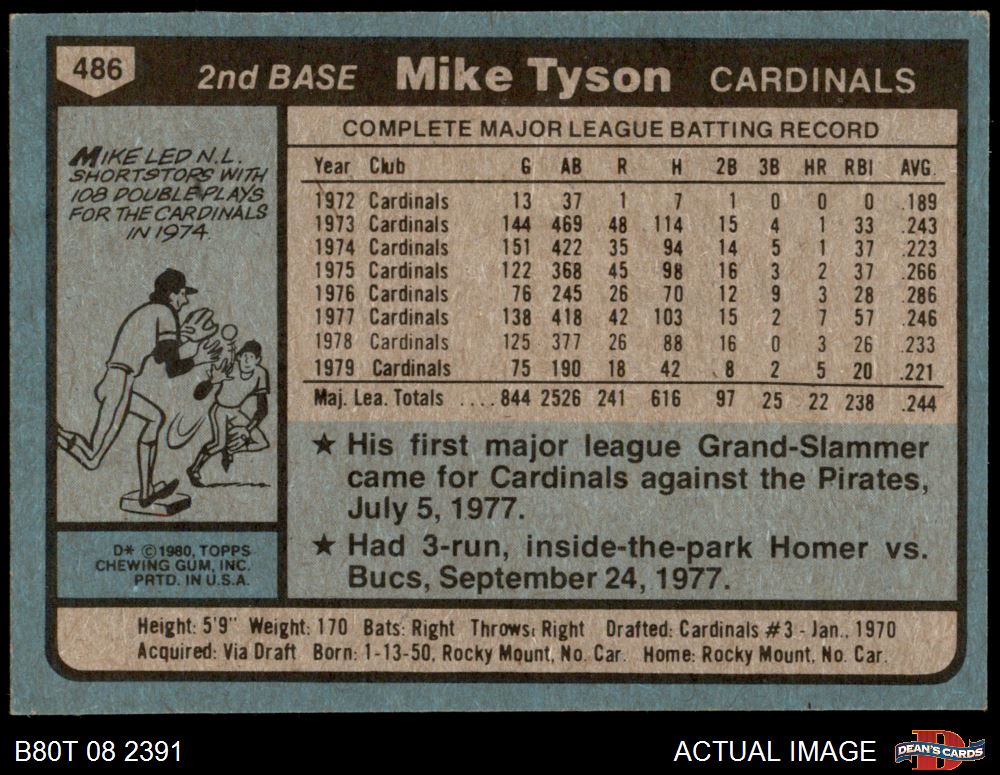 486 2nd BASE Mike Tyson CARDINALS
MIKE LED N.L.
SHORTSTOPS WITH
108 DOUBLE PLAYS
FOR THE CARDINALS
IN 1974.
COMPLETE MAJOR LEAGUE BATTING RECORD
Year Club G AB R H 2B 3B HR RBI AVG.
1972 Cardinals 13 37 1 7 1 0 0 0 .189
1973 Cardinals 144 469 48 114 15 4 1 33 .243
1974 Cardinals 151 422 35 94 14 5 1 37 .223
1975 Cardinals 122 368 45 98 16 3 2 37 .266
1976 Cardinals 76 245 26 70 12 9 3 28 .286
1977 Cardinals 138 418 42 103 15 2 7 57 .246
1978 Cardinals 125 377 26 88 16 0 3 26 .233
1979 Cardinals 75 190 18 42 8 2 5 20 .221
Maj. Lea. Totals ....844 2526 241 616 97 25 22 238 .244
★ His first major league Grand-Slammer
came for Cardinals against the Pirates,
July 5, 1977.
★ Had 3-run, inside-the-park Homer vs.
Bucs, September 24, 1977.
D* ©1980, TOPPS
CHEWING GUM, INC.
PRTD. IN U.S.A.
Height: 5'9" Weight: 170 Bats: Right Throws: Right Drafted: Cardinals #3 - Jan., 1970
Acquired: Via Draft Born: 1-13-50, Rocky Mount, No. Car. Home: Rocky Mount, No. Car.
B80T 08 2391 ACTUAL IMAGE DEAN'S CARDS